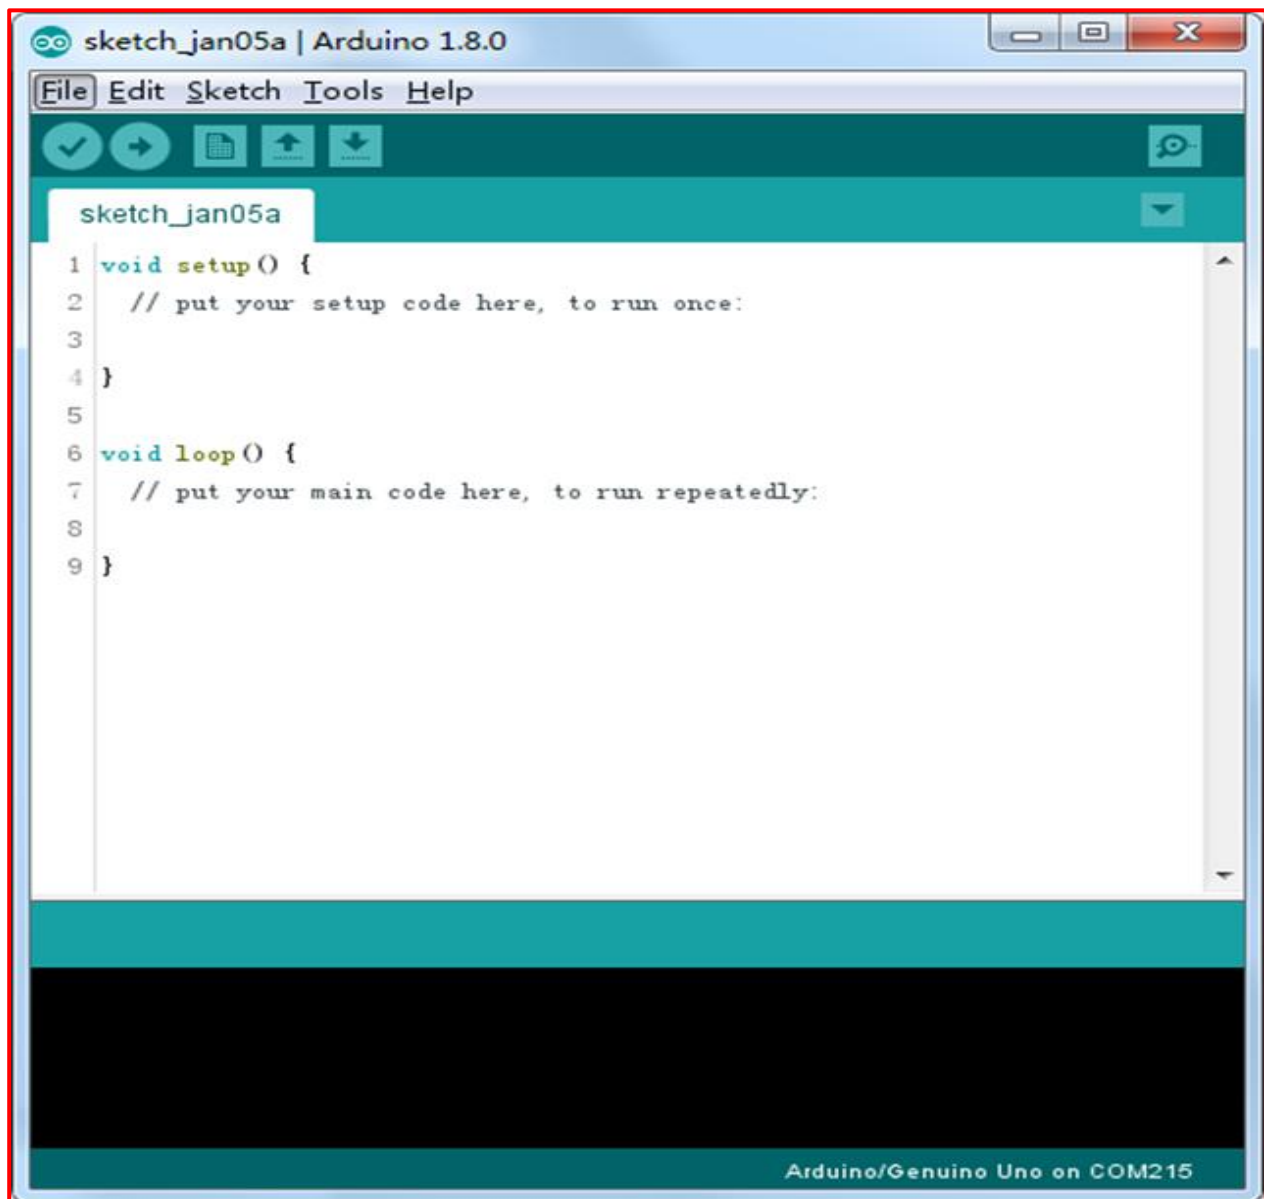 sketch_jan05a | Arduino 1.8.0
File Edit Sketch Tools Help
sketch_jan05a
1 void setup() {
2 // put your setup code here, to run once:
3
4 }
5
6 void loop() {
7 // put your main code here, to run repeatedly:
8
9 }
Arduino/Genuino Uno on COM215